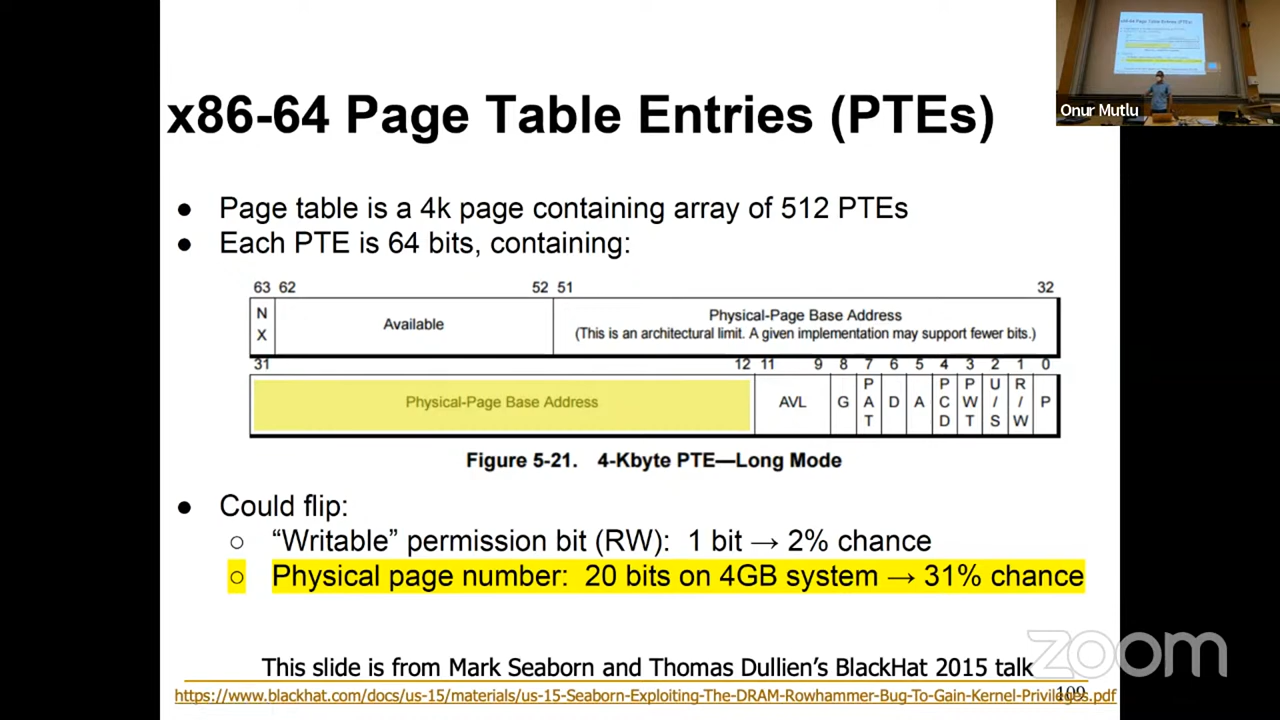 x86-64 Page Table Entries (PTEs)
Onur Mutlu
● Page table is a 4k page containing array of 512 PTEs
● Each PTE is 64 bits, containing:
63 62 52 51 32
N
X
Available
Physical-Page Base Address
(This is an architectural limit. A given implementation may support fewer bits.)
31 12 11 9 8 7 6 5 4 3 2 1 0
Physical-Page Base Address
AVL
G
P
A
T
D
A
P
C
D
P
W
T
U
/
S
R
/
W
P
Figure 5-21. 4-Kbyte PTE—Long Mode
● Could flip:
○ “Writable” permission bit (RW): 1 bit → 2% chance
○ Physical page number: 20 bits on 4GB system → 31% chance
zoom
This slide is from Mark Seaborn and Thomas Dullien’s BlackHat 2015 talk
https://www.blackhat.com/docs/us-15/materials/us-15-Seaborn-Exploiting-The-DRAM-Rowhammer-Bug-To-Gain-Kernel-Privileges.pdf
109